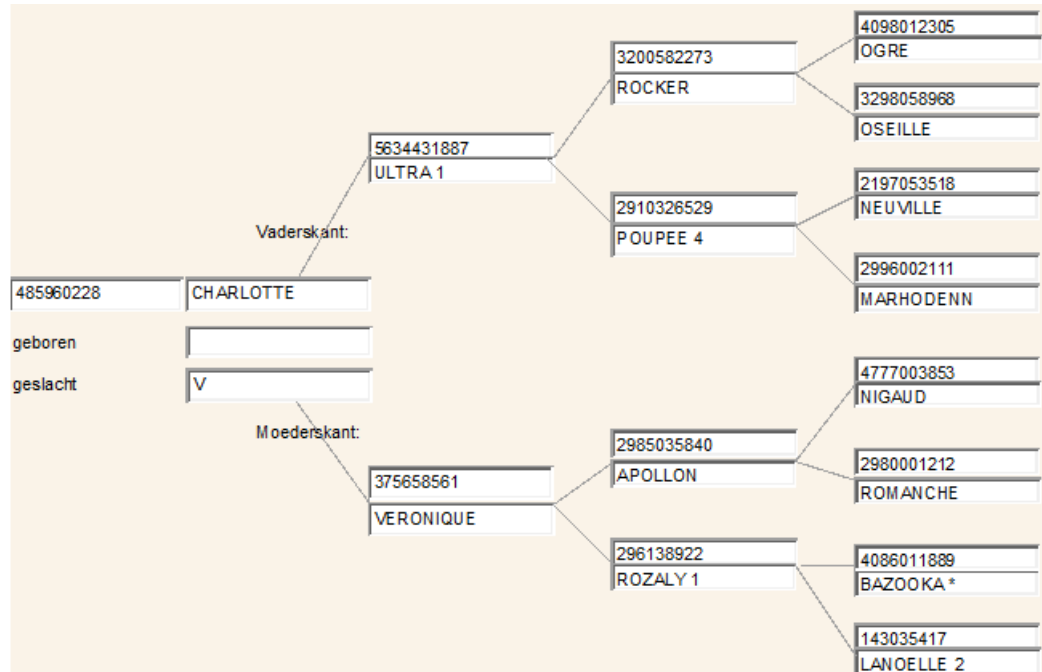 4098012305
OGRE
3200582273
ROCKER
3298058968
OSEILLE
5634431887
ULTRA 1
2197053518
NEUVILLE
2910326529
POUPEE 4
Vaderskant:
2996002111
MARHODENN
485960228
CHARLOTTE
geboren
geslacht
V
4777003853
NIGAUD
Moederskant:
2985035840
APOLLON
2980001212
ROMANCHE
375658561
VERONIQUE
296138922
ROZALY 1
4086011889
BAZOOKA *
143035417
LANOELLE 2